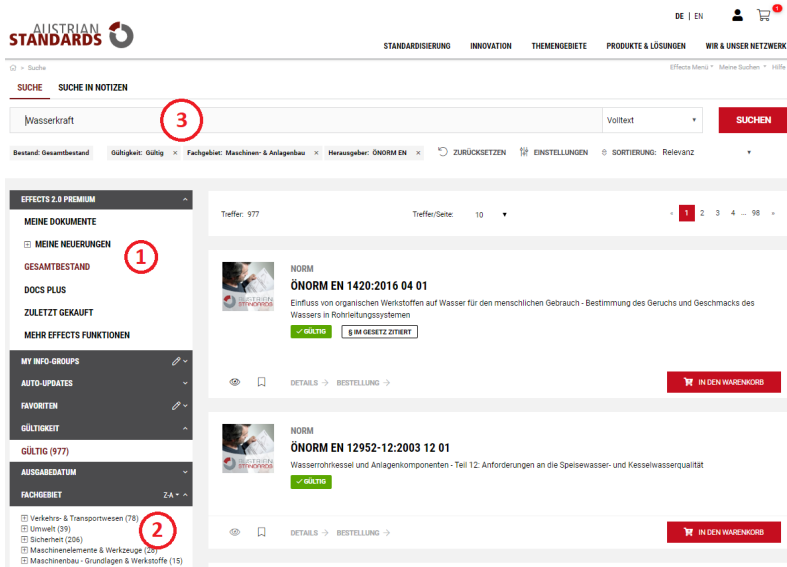 DE | EN
1
AUSTRIAN
STANDARDS
STANDARDISIERUNG INNOVATION THEMENGEBIETE PRODUKTE & LÖSUNGEN WIR & UNSER NETZWERK
> Suche
Effects Menü Meine Suchen Hilfe
SUCHE SUCHE IN NOTIZEN
Wasserkraft
3
Volltext
SUCHEN
Bestand: Gesamtbestand Gültigkeit: Gültig × Fachgebiet: Maschinen- & Anlagenbau × Herausgeber: ÖNORM EN × ZURÜCKSETZEN EINSTELLUNGEN SORTIERUNG: Relevanz
EFFECTS 2.0 PREMIUM
MEINE DOKUMENTE
MEINE NEUERUNGEN
GESAMTBESTAND
DOCS PLUS
ZULETZT GEKAUFT
MEHR EFFECTS FUNKTIONEN
1
MY INFO-GROUPS
AUTO-UPDATES
FAVORITEN
GÜLTIGKEIT
GÜLTIG (977)
AUSGABEDATUM
FACHGEBIET Z-A
Verkehrs- & Transportwesen (78)
Umwelt (39)
Sicherheit (206)
Maschinenelemente & Werkzeuge
Maschinenbau - Grundlagen & Werkstoffe (15)
2
Treffer: 977 Treffer/Seite: 10 « 1 2 3 4 … 98 »
AUSTRIAN
STANDARDS
NORM
ÖNORM EN 1420:2016 04 01
Einfluss von organischen Werkstoffen auf Wasser für den menschlichen Gebrauch - Bestimmung des Geruchs und Geschmacks des
Wassers in Rohrleitungssystemen
✓ GÜLTIG § IM GESETZ ZITIERT
DETAILS → BESTELLUNG → IN DEN WARENKORB
AUSTRIAN
STANDARDS
NORM
ÖNORM EN 12952-12:2003 12 01
Wasserrohrkessel und Anlagenkomponenten - Teil 12: Anforderungen an die Speisewasser- und Kesselwasserqualität
✓ GÜLTIG
DETAILS → BESTELLUNG → IN DEN WARENKORB